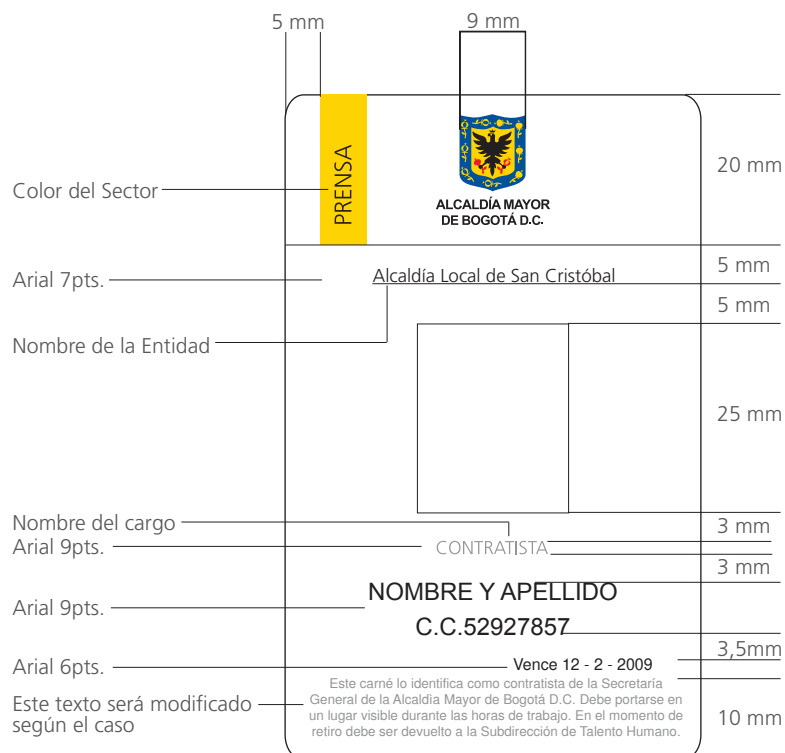 5 mm
9 mm
Color del Sector
PRENSA
ALCALDÍA MAYOR
DE BOGOTÁ D.C.
20 mm
Arial 7pts.
Alcaldía Local de San Cristóbal
5 mm
5 mm
Nombre de la Entidad
25 mm
Nombre del cargo
3 mm
Arial 9pts.
CONTRATISTA
3 mm
NOMBRE Y APELLIDO
Arial 9pts.
C.C.52927857
3,5mm
Arial 6pts.
Vence 12 - 2 - 2009
Este texto será modificado
según el caso
Este carné lo identifica como contratista de la Secretaría
General de la Alcaldia Mayor de Bogotá D.C. Debe portarse en
un lugar visible durante las horas de trabajo. En el momento de
retiro debe ser devuelto a la Subdirección de Talento Humano.
10 mm